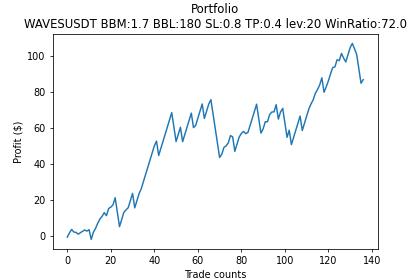 Portfolio
WAVESUSDT BBM:1.7 BBL:180 SL:0.8 TP:0.4 lev:20 WinRatio:72.0
Profit ($)
100
80
60
40
20
0
0 20 40 60 80 100 120 140
Trade counts